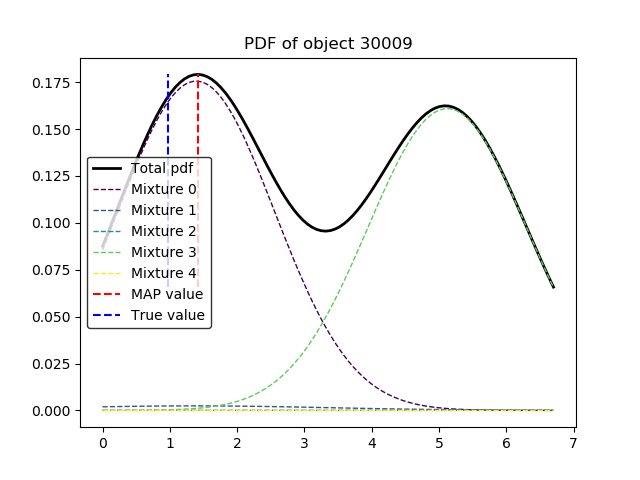 PDF of object 30009
0.175
0.150
0.125
0.100
0.075
0.050
0.025
0.000
Total pdf
Mixture 0
Mixture 1
Mixture 2
Mixture 3
Mixture 4
MAP value
True value
0 1 2 3 4 5 6 7